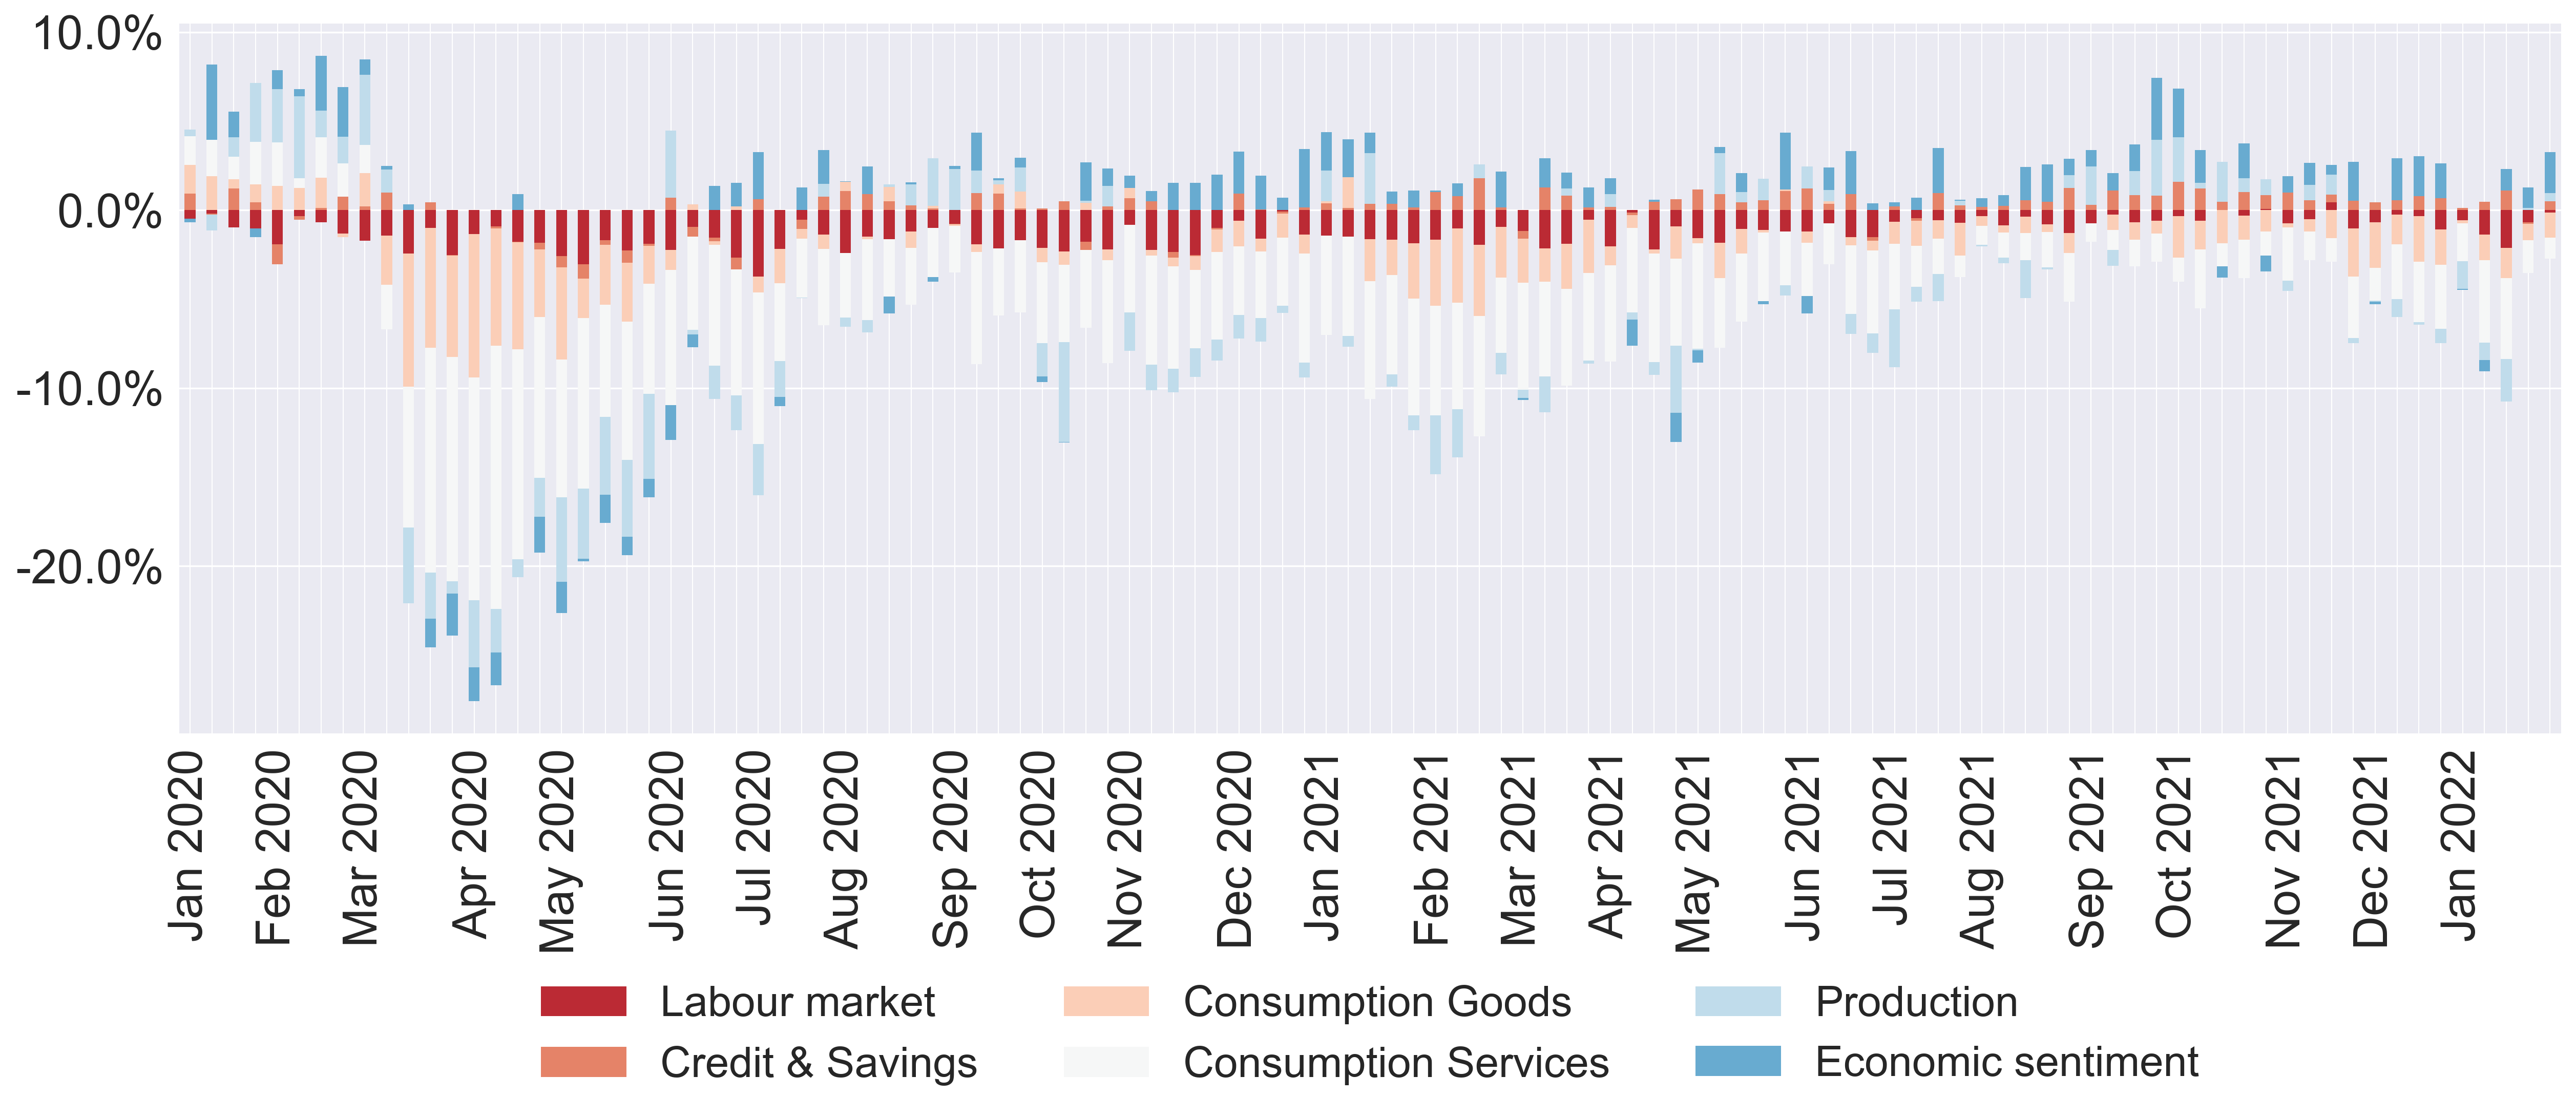 10.0%
0.0%
-10.0%
-20.0%
Jan 2020
Feb 2020
Mar 2020
Apr 2020
May 2020
Jun 2020
Jul 2020
Aug 2020
Sep 2020
Oct 2020
Nov 2020
Dec 2020
Jan 2021
Feb 2021
Mar 2021
Apr 2021
May 2021
Jun 2021
Jul 2021
Aug 2021
Sep 2021
Oct 2021
Nov 2021
Dec 2021
Jan 2022
Labour market
Consumption Goods
Production
Credit & Savings
Consumption Services
Economic sentiment